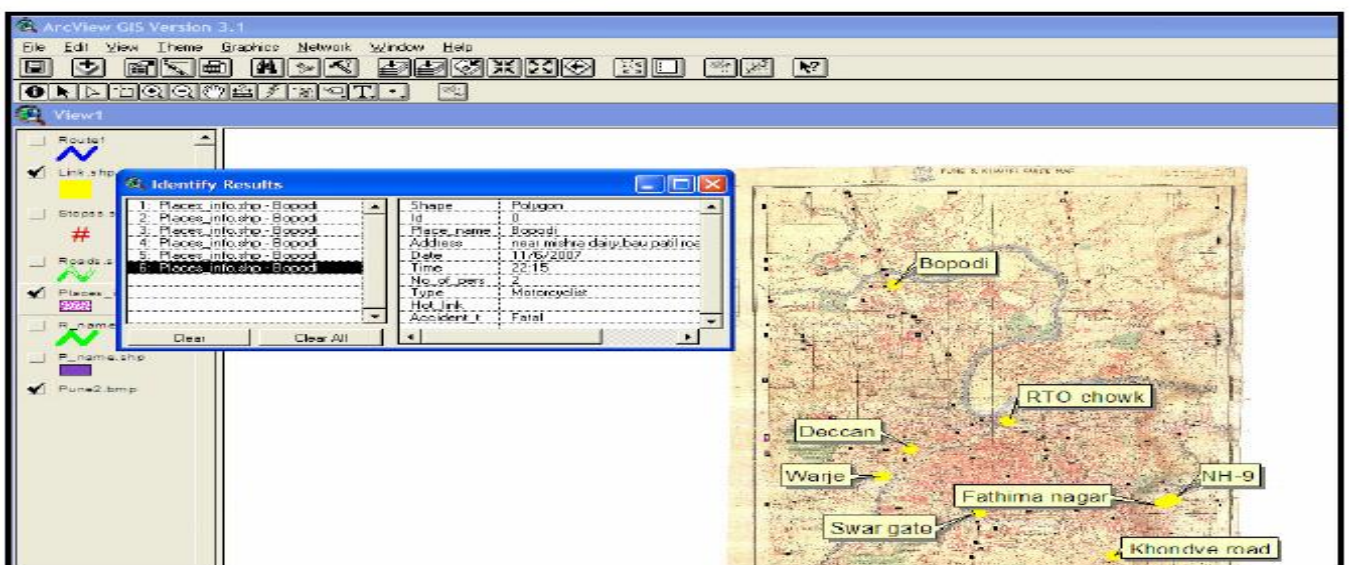 ArcView GIS Version 3.1
File Edit View Theme Graphics Network Window Help
View1
Route1
Link.shp
Roads.s
Places_i
R_name
P_name.shp
Pune2.bmp
Identify Results
1: Places_info.shp - Bopodi
2: Places_info.shp - Bopodi
3: Places_info.shp - Bopodi
4: Places_info.shp - Bopodi
5: Places_info.shp - Bopodi
6: Places_info.shp - Bopodi
Clear Clear All
Shape Polygon
Id 0
Place_name Bopodi
Address near mishra dairy,bau patil roa
Date 11/6/2007
Time 22:15
No_of_pers 2
Type Motorcyclist
Hot_link
Accident_t Fatal
Bopodi
RTO chowk
Deccan
Warje
NH-9
Fathima nagar
Swar gate
Khondve road